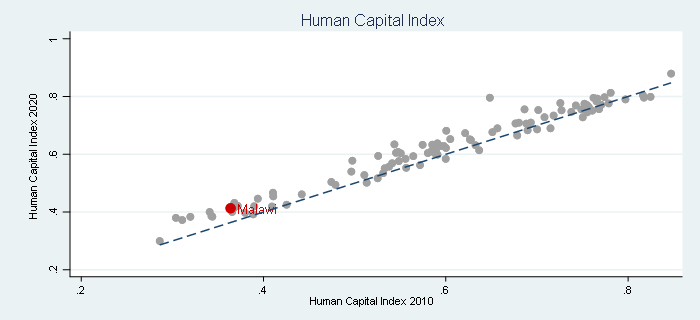 Human Capital Index
Human Capital Index 2020
1
.8
.6
.4
.2
Malawi
.2 .4 .6 .8
Human Capital Index 2010